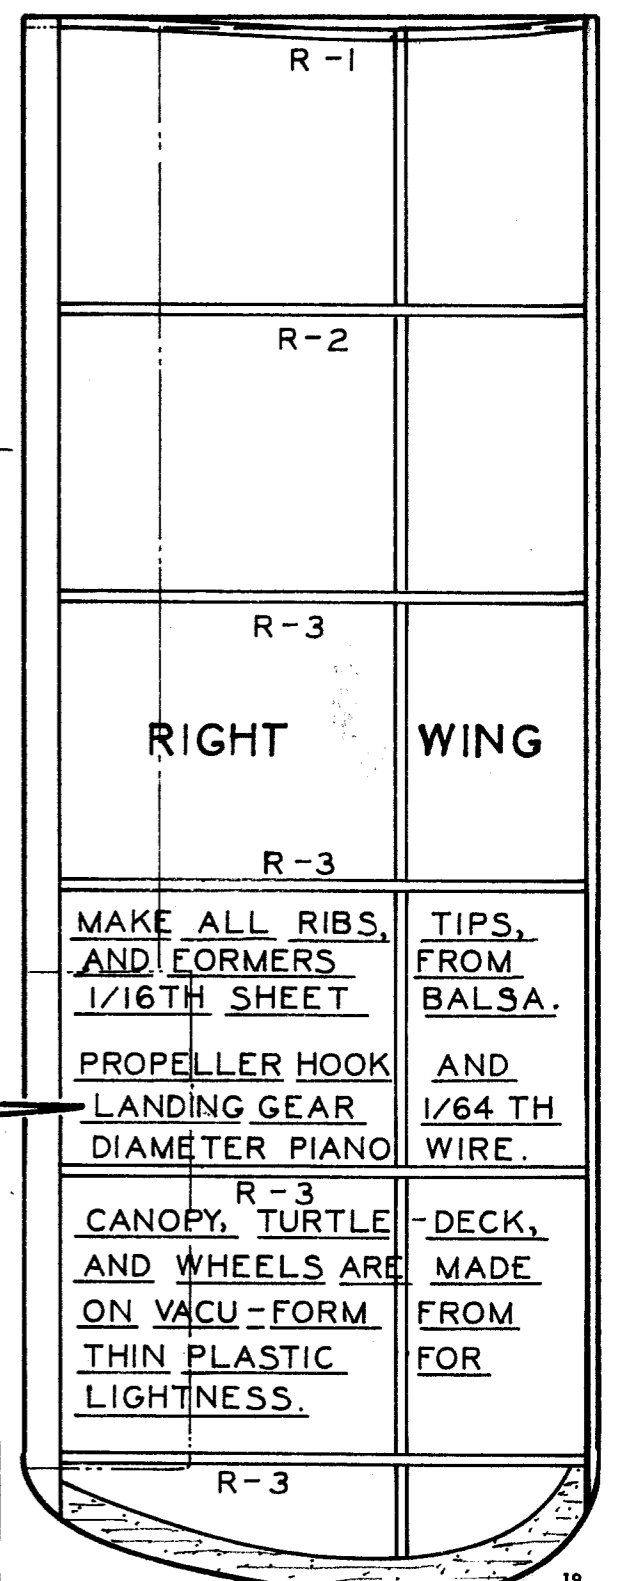 R-1
R-2
R-3
RIGHT WING
R-3
MAKE ALL RIBS, TIPS,
AND FORMERS FROM
1/16TH SHEET BALSA.
PROPELLER HOOK AND
LANDING GEAR 1/64 TH
DIAMETER PIANO WIRE.
R-3
CANOPY, TURTLE-DECK,
AND WHEELS ARE MADE
ON VACU-FORM FROM
THIN PLASTIC FOR
LIGHTNESS.
R-3